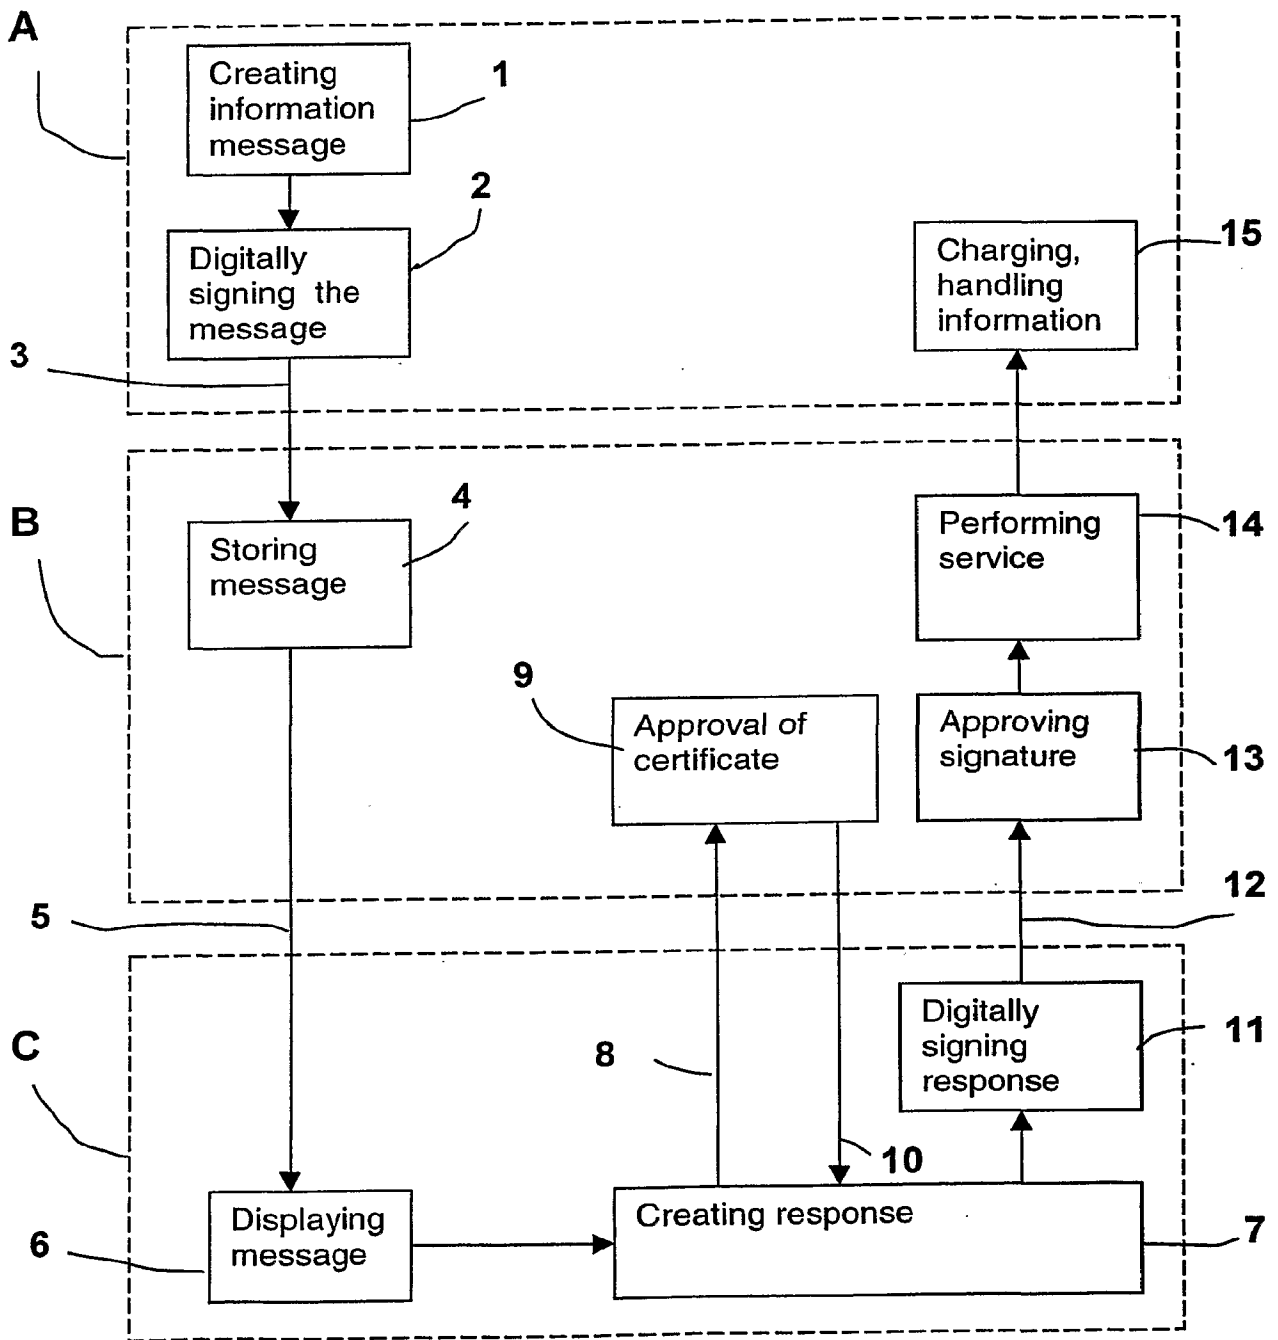 A
Creating
information
message
1
2
Digitally
signing the
message
15
Charging,
handling
information
3
4
B
Storing
message
Performing
service
14
9
Approval of
certificate
Approving
signature
13
12
5
C
Digitally
signing
response
11
8
10
6
Displaying
message
Creating response
7